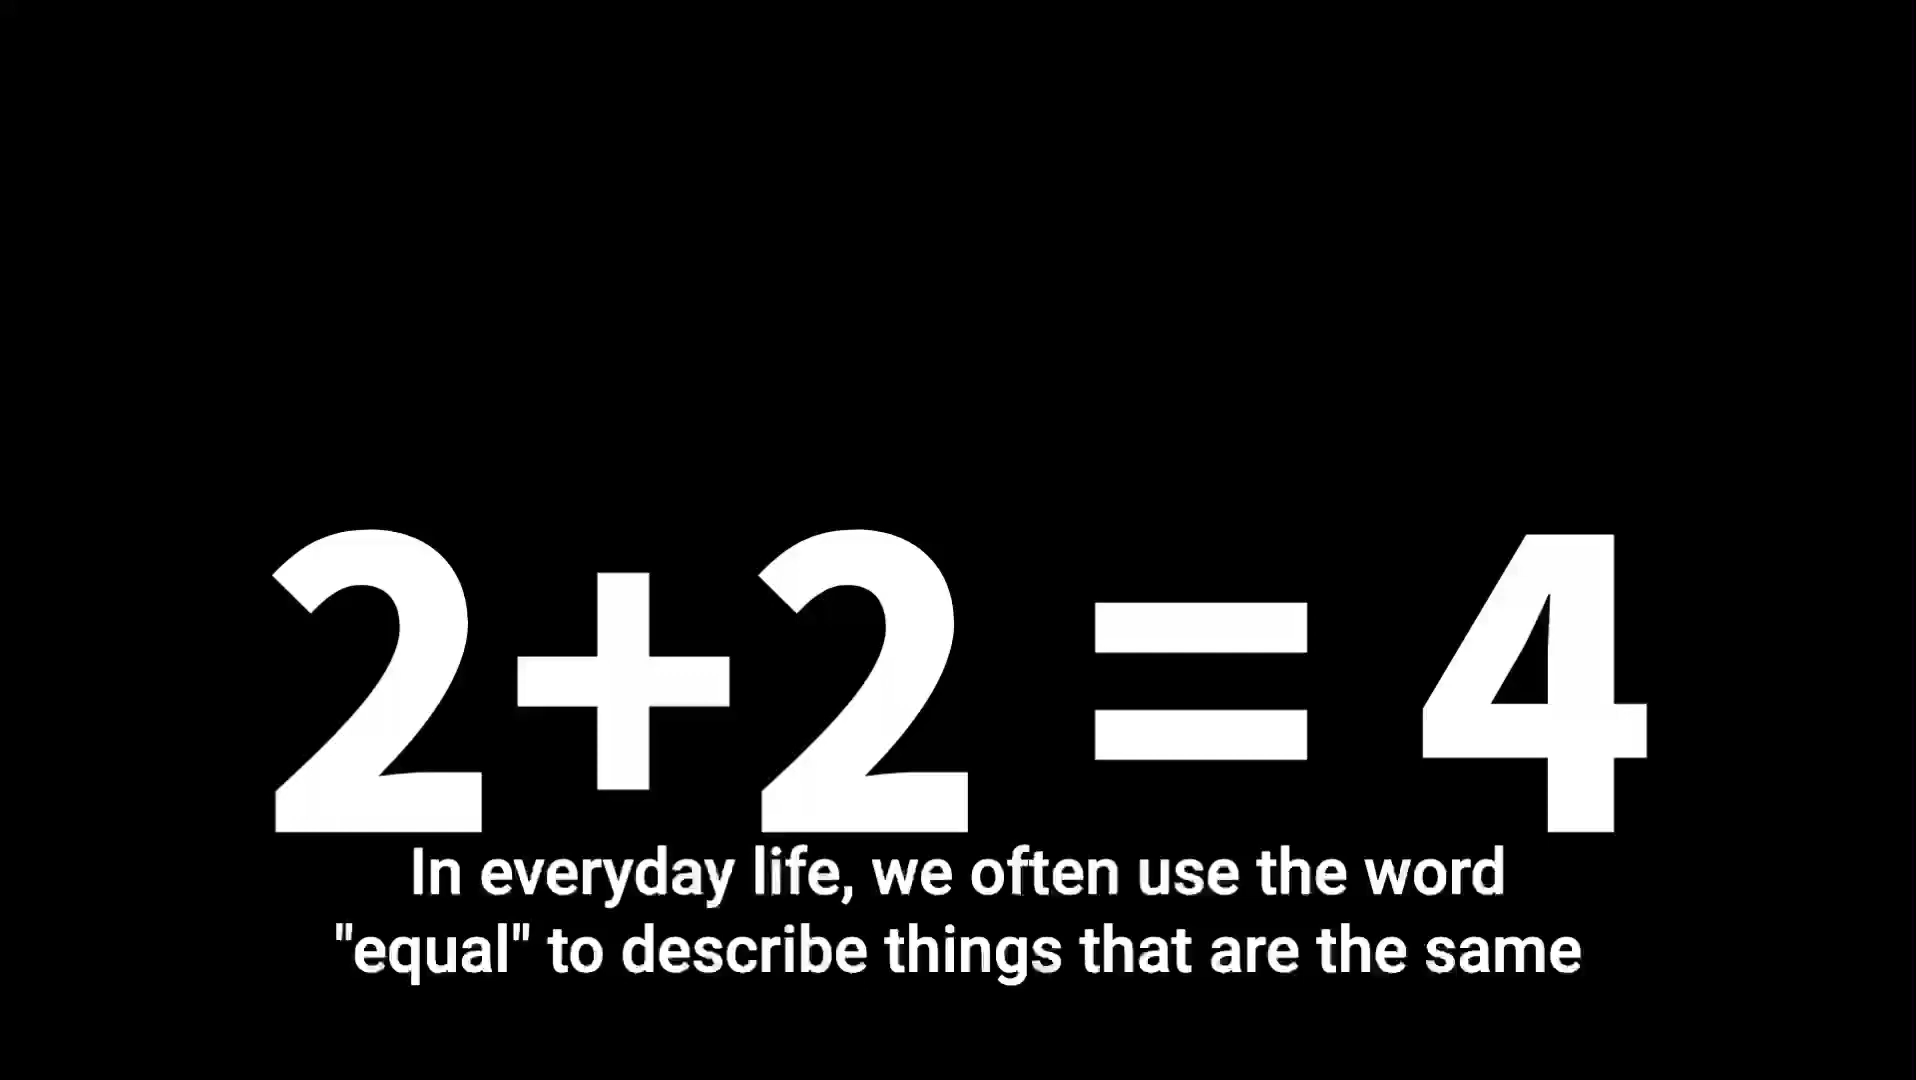 2+2 = 4
In everyday life, we often use the word
"equal" to describe things that are the same